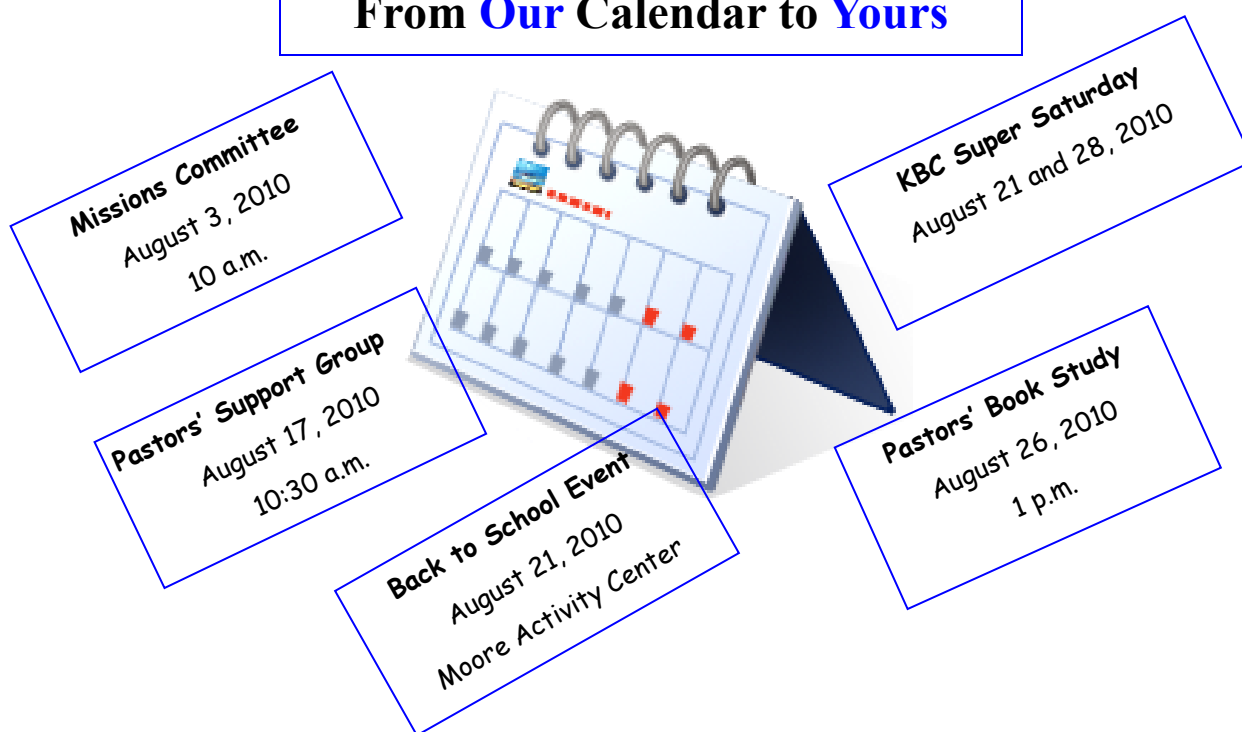 From Our Calendar to Yours
Missions Committee
August 3, 2010
10 a.m.
KBC Super Saturday
August 21 and 28, 2010
Pastors' Support Group
August 17, 2010
10:30 a.m.
Back to School Event
August 21, 2010
Moore Activity Center
Pastors' Book Study
August 26, 2010
1 p.m.